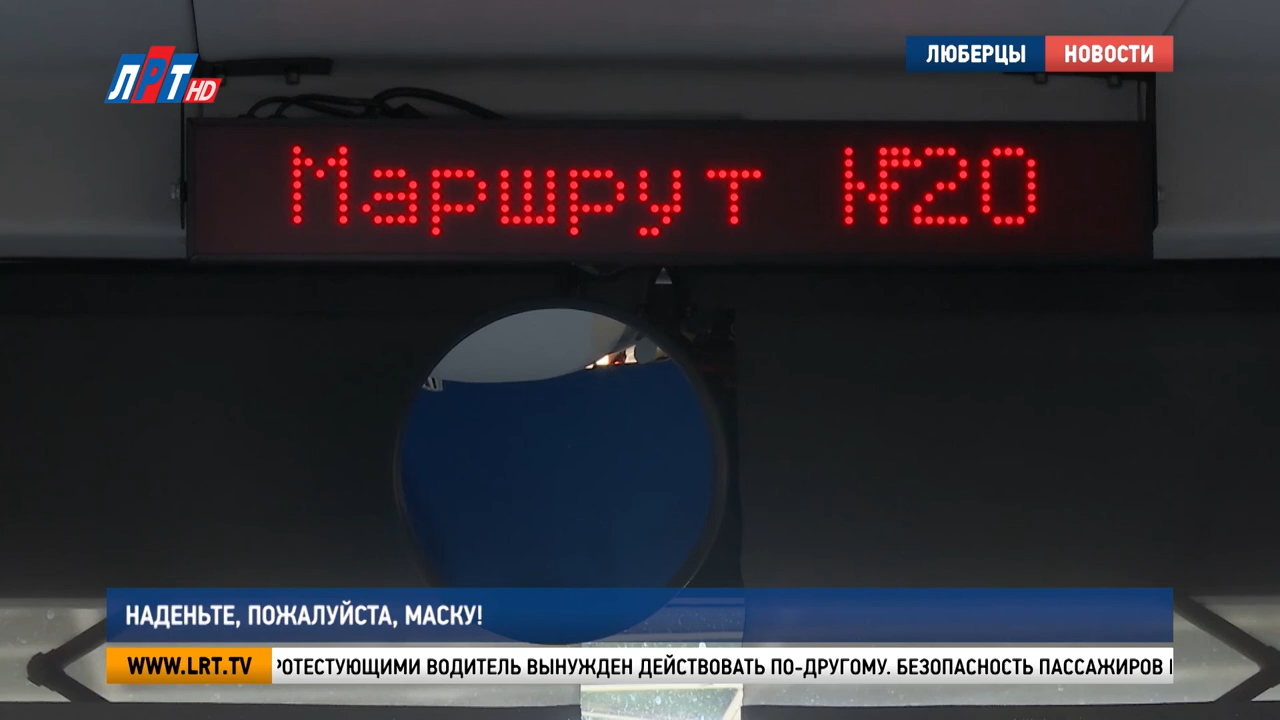 ЛРТ HD
ЛЮБЕРЦЫ НОВОСТИ
Маршрут №20
НАДЕНЬТЕ, ПОЖАЛУЙСТА, МАСКУ!
WWW.LRT.TV
РОТЕСТУЮЩИМИ ВОДИТЕЛЬ ВЫНУЖДЕН ДЕЙСТВОВАТЬ ПО-ДРУГОМУ. БЕЗОПАСНОСТЬ ПАССАЖИРОВ